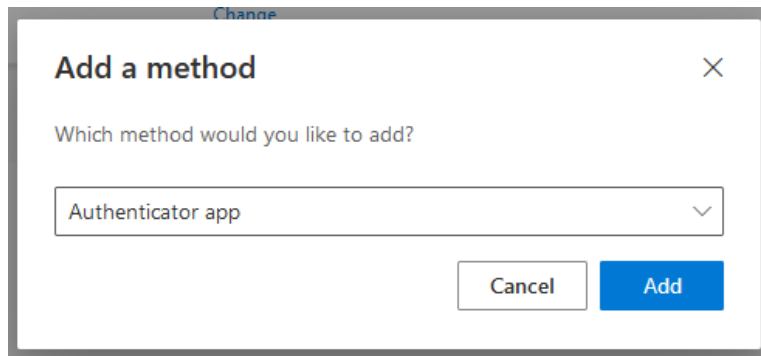 Change
Add a method
Which method would you like to add?
Authenticator app
Cancel Add